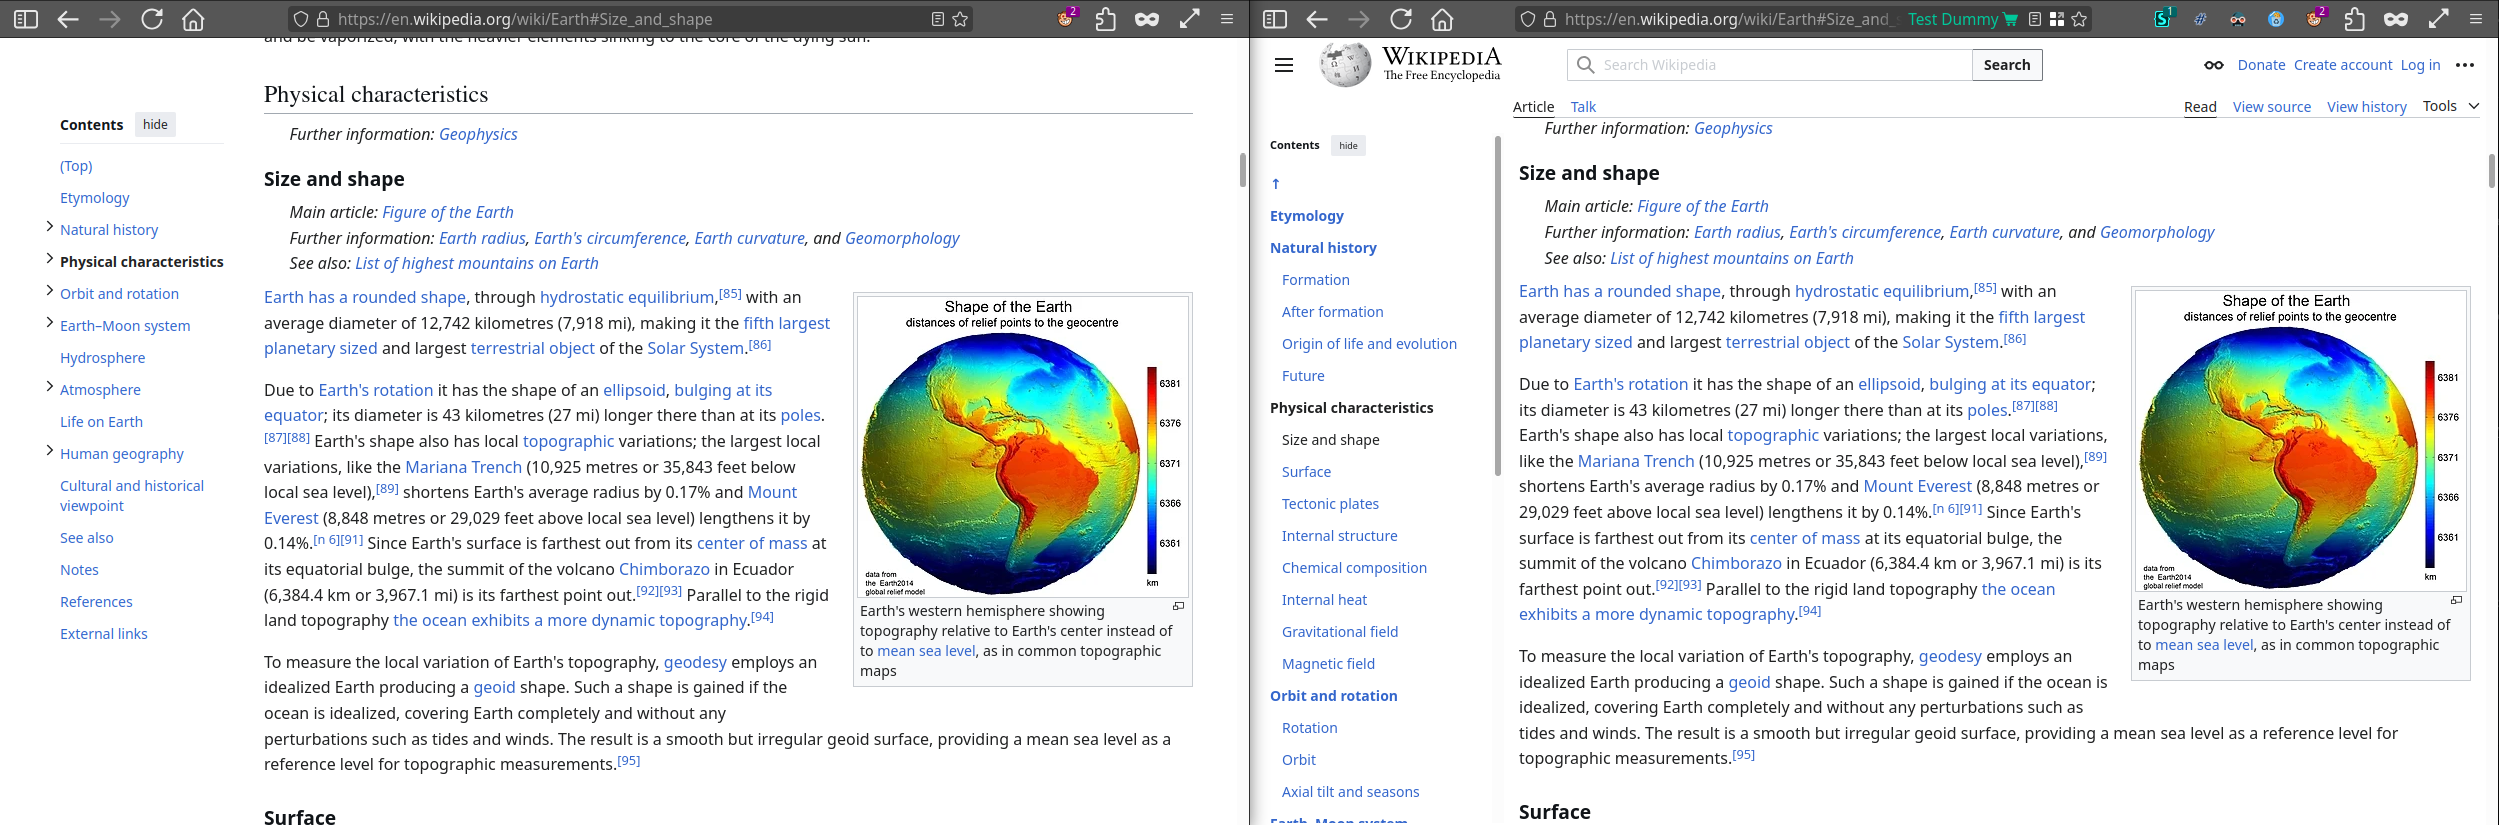 https://en.wikipedia.org/wiki/Earth#Size_and_shape
2
and be vaporized, with the heavier elements sinking to the core of the dying sun.
Contents hide
(Top)
Etymology
Natural history
Physical characteristics
Orbit and rotation
Earth–Moon system
Hydrosphere
Atmosphere
Life on Earth
Human geography
Cultural and historical
viewpoint
See also
Notes
References
External links
Physical characteristics
Further information: Geophysics
Size and shape
Main article: Figure of the Earth
Further information: Earth radius, Earth's circumference, Earth curvature, and Geomorphology
See also: List of highest mountains on Earth
Earth has a rounded shape, through hydrostatic equilibrium,[85] with an
average diameter of 12,742 kilometres (7,918 mi), making it the fifth largest
planetary sized and largest terrestrial object of the Solar System.[86]
Due to Earth's rotation it has the shape of an ellipsoid, bulging at its
equator; its diameter is 43 kilometres (27 mi) longer there than at its poles.
[87][88] Earth's shape also has local topographic variations; the largest local
variations, like the Mariana Trench (10,925 metres or 35,843 feet below
local sea level),[89] shortens Earth's average radius by 0.17% and Mount
Everest (8,848 metres or 29,029 feet above local sea level) lengthens it by
0.14%.[n 6][91] Since Earth's surface is farthest out from its center of mass at
its equatorial bulge, the summit of the volcano Chimborazo in Ecuador
(6,384.4 km or 3,967.1 mi) is its farthest point out.[92][93] Parallel to the rigid
land topography the ocean exhibits a more dynamic topography.[94]
To measure the local variation of Earth's topography, geodesy employs an
idealized Earth producing a geoid shape. Such a shape is gained if the
ocean is idealized, covering Earth completely and without any
perturbations such as tides and winds. The result is a smooth but irregular geoid surface, providing a mean sea level as a
reference level for topographic measurements.[95]
Shape of the Earth
distances of relief points to the geocentre
6381
6376
6371
6366
6361
km
data from
the Earth2014
global relief model
Earth's western hemisphere showing
topography relative to Earth's center instead of
to mean sea level, as in common topographic
maps
Surface
https://en.wikipedia.org/wiki/Earth#Size_and_ Test Dummy
1
2
WIKIPEDIA
The Free Encyclopedia
Search Wikipedia Search
Donate Create account Log in
Article Talk
Read View source View history Tools
Contents hide
↑
Etymology
Natural history
Formation
After formation
Origin of life and evolution
Future
Physical characteristics
Size and shape
Surface
Tectonic plates
Internal structure
Chemical composition
Internal heat
Gravitational field
Magnetic field
Orbit and rotation
Rotation
Orbit
Axial tilt and seasons
Earth–Moon system
Further information: Geophysics
Size and shape
Main article: Figure of the Earth
Further information: Earth radius, Earth's circumference, Earth curvature, and Geomorphology
See also: List of highest mountains on Earth
Earth has a rounded shape, through hydrostatic equilibrium,[85] with an
average diameter of 12,742 kilometres (7,918 mi), making it the fifth largest
planetary sized and largest terrestrial object of the Solar System.[86]
Due to Earth's rotation it has the shape of an ellipsoid, bulging at its equator;
its diameter is 43 kilometres (27 mi) longer there than at its poles.[87][88]
Earth's shape also has local topographic variations; the largest local variations,
like the Mariana Trench (10,925 metres or 35,843 feet below local sea level),[89]
shortens Earth's average radius by 0.17% and Mount Everest (8,848 metres or
29,029 feet above local sea level) lengthens it by 0.14%.[n 6][91] Since Earth's
surface is farthest out from its center of mass at its equatorial bulge, the
summit of the volcano Chimborazo in Ecuador (6,384.4 km or 3,967.1 mi) is its
farthest point out.[92][93] Parallel to the rigid land topography the ocean
exhibits a more dynamic topography.[94]
To measure the local variation of Earth's topography, geodesy employs an
idealized Earth producing a geoid shape. Such a shape is gained if the ocean is
idealized, covering Earth completely and without any perturbations such as
tides and winds. The result is a smooth but irregular geoid surface, providing a mean sea level as a reference level for
topographic measurements.[95]
Shape of the Earth
distances of relief points to the geocentre
6381
6376
6371
6366
6361
km
data from
the Earth2014
global relief model
Earth's western hemisphere showing
topography relative to Earth's center instead of
to mean sea level, as in common topographic
maps
Surface